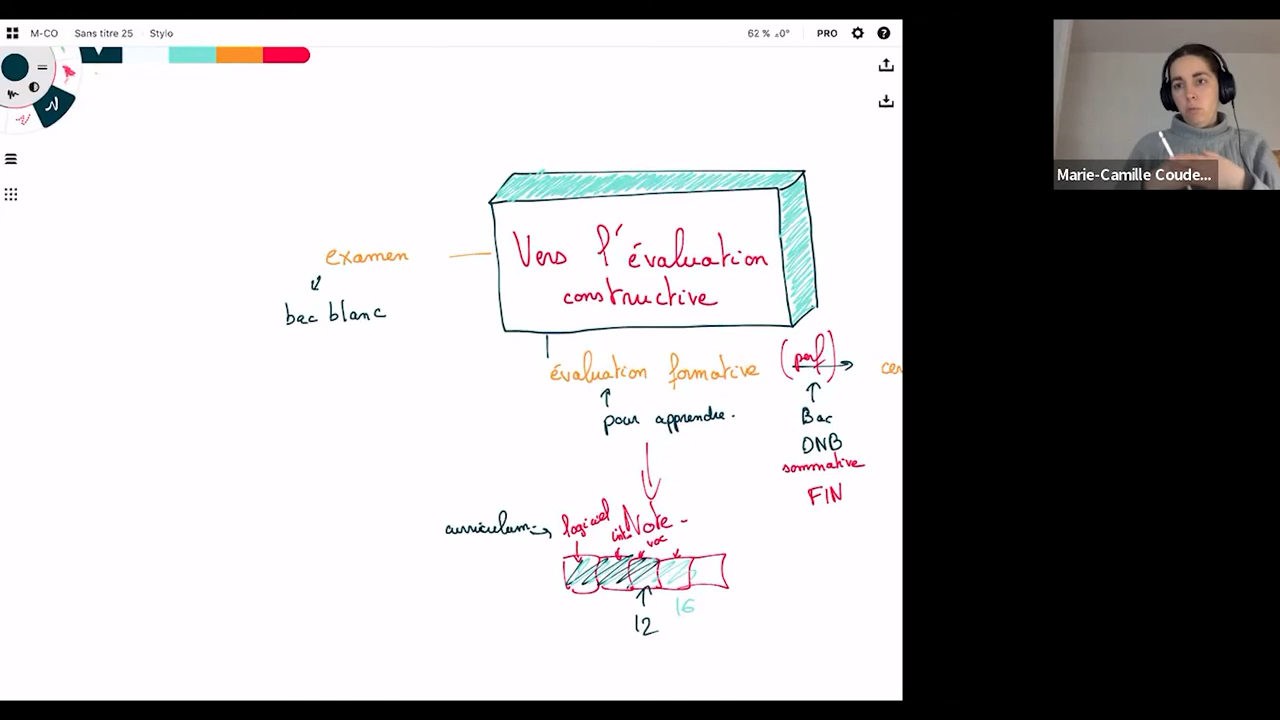 M-CO Sans titre 25 Stylo 62 % 0° PRO ?
Marie-Camille Coude...
Vers l'évaluation
constructive
examen
bac blanc
évaluation formative (perf)
pour apprendre.
Bac
DNB
sommative
FIN
curriculum logiciel Note
voc
16
12